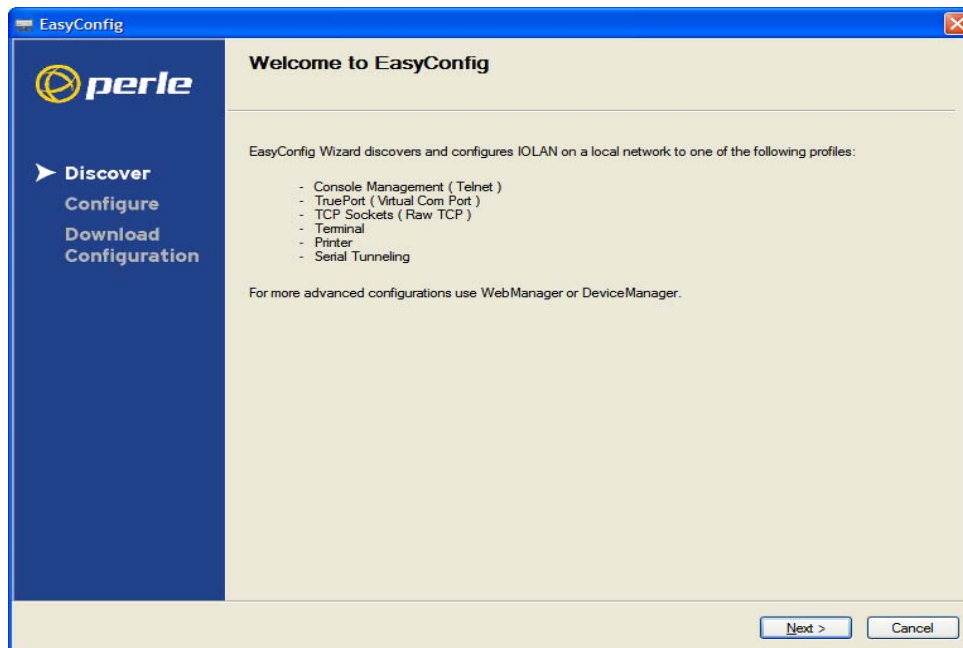 EasyConfig
perle
Discover
Configure
Download
Configuration
Welcome to EasyConfig
EasyConfig Wizard discovers and configures IOLAN on a local network to one of the following profiles:
- Console Management ( Telnet )
- TruePort ( Virtual Com Port )
- TCP Sockets ( Raw TCP )
- Terminal
- Printer
- Serial Tunneling
For more advanced configurations use WebManager or DeviceManager.
Next >
Cancel